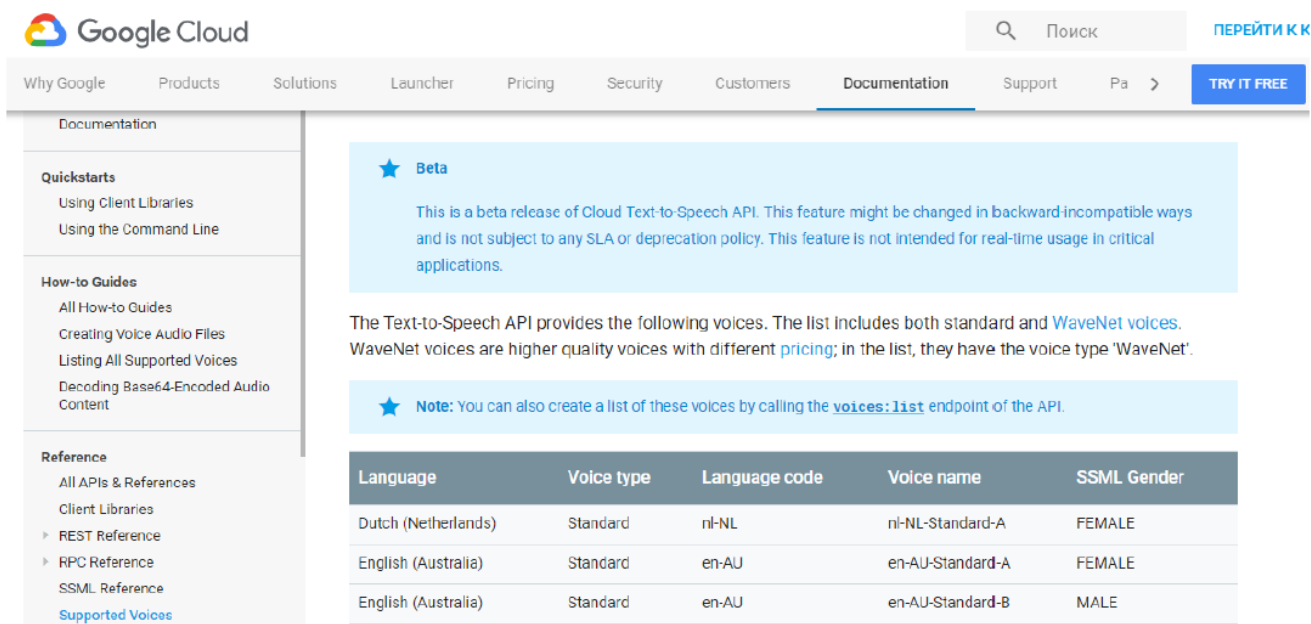 Google Cloud
Поиск
ПЕРЕЙТИ К К
Why Google Products Solutions Launcher Pricing Security Customers Documentation Support Pa TRY IT FREE
Documentation
Quickstarts
Using Client Libraries
Using the Command Line
How-to Guides
All How-to Guides
Creating Voice Audio Files
Listing All Supported Voices
Decoding Base64-Encoded Audio
Content
Reference
All APIs & References
Client Libraries
REST Reference
RPC Reference
SSML Reference
Supported Voices
Beta
This is a beta release of Cloud Text-to-Speech API. This feature might be changed in backward-incompatible ways
and is not subject to any SLA or deprecation policy. This feature is not intended for real-time usage in critical
applications.
The Text-to-Speech API provides the following voices. The list includes both standard and WaveNet voices.
WaveNet voices are higher quality voices with different pricing; in the list, they have the voice type 'WaveNet'.
Note: You can also create a list of these voices by calling the voices:list endpoint of the API.
Language Voice type Language code Voice name SSML Gender
Dutch (Netherlands) Standard nl-NL nl-NL-Standard-A FEMALE
English (Australia) Standard en-AU en-AU-Standard-A FEMALE
English (Australia) Standard en-AU en-AU-Standard-B MALE